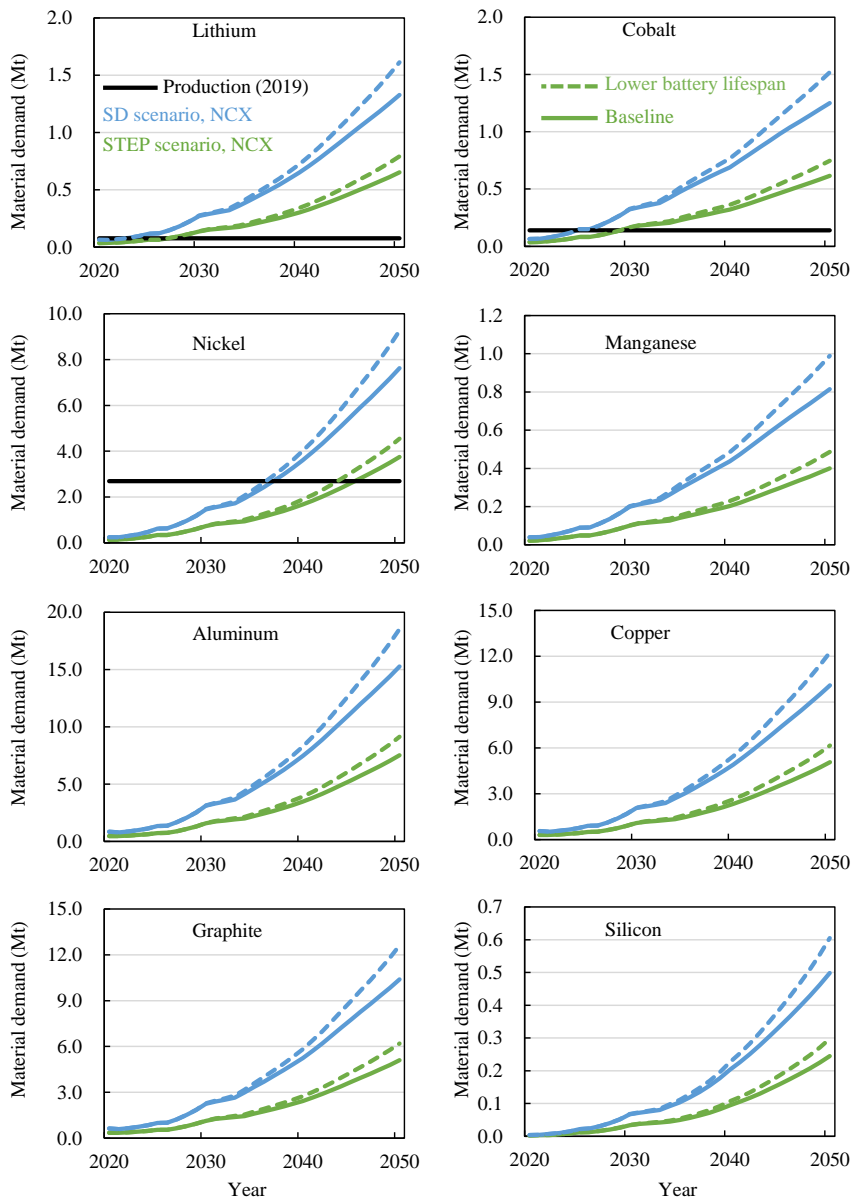 Lithium
Material demand (Mt)
2.0
1.5
1.0
0.5
0.0
Production (2019)
SD scenario, NCX
STEP scenario, NCX
2020 2030 2040 2050
Cobalt
Material demand (Mt)
2.0
1.5
1.0
0.5
0.0
Lower battery lifespan
Baseline
2020 2030 2040 2050
Nickel
Material demand (Mt)
10.0
8.0
6.0
4.0
2.0
0.0
2020 2030 2040 2050
Manganese
Material demand (Mt)
1.2
1.0
0.8
0.6
0.4
0.2
0.0
2020 2030 2040 2050
Aluminum
Material demand (Mt)
20.0
15.0
10.0
5.0
0.0
2020 2030 2040 2050
Copper
Material demand (Mt)
15.0
12.0
9.0
6.0
3.0
0.0
2020 2030 2040 2050
Graphite
Material demand (Mt)
15.0
12.0
9.0
6.0
3.0
0.0
2020 2030 2040 2050
Year
Silicon
Material demand (Mt)
0.7
0.6
0.5
0.4
0.3
0.2
0.1
0.0
2020 2030 2040 2050
Year